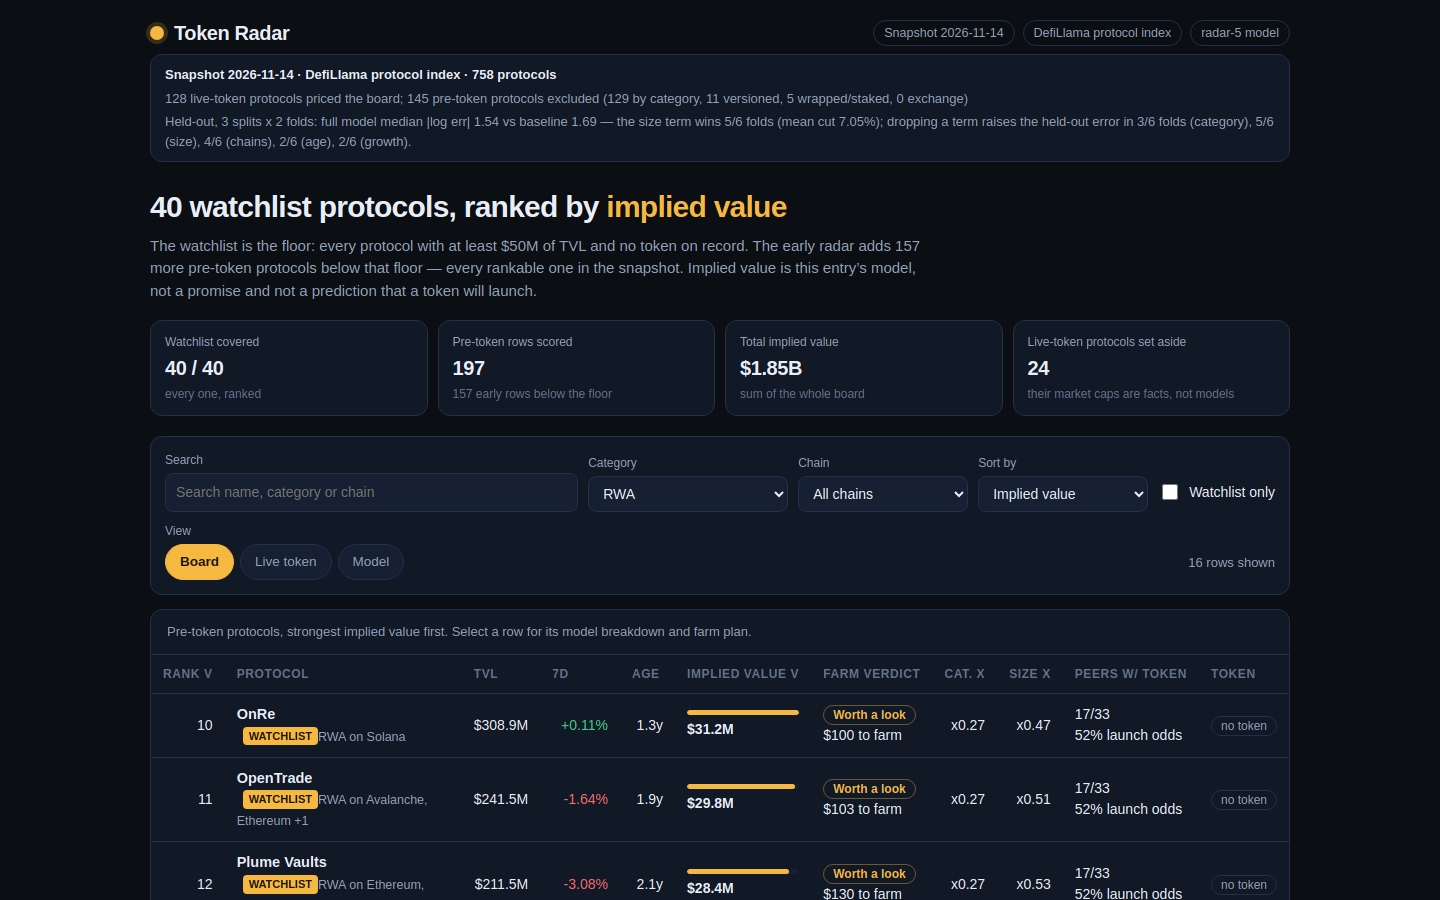 Token Radar
Snapshot 2026-11-14
DefiLlama protocol index
radar-5 model
Snapshot 2026-11-14 · DefiLlama protocol index · 758 protocols
128 live-token protocols priced the board; 145 pre-token protocols excluded (129 by category, 11 versioned, 5 wrapped/staked, 0 exchange)
Held-out, 3 splits x 2 folds: full model median |log err| 1.54 vs baseline 1.69 — the size term wins 5/6 folds (mean cut 7.05%); dropping a term raises the held-out error in 3/6 folds (category), 5/6
(size), 4/6 (chains), 2/6 (age), 2/6 (growth).
40 watchlist protocols, ranked by implied value
The watchlist is the floor: every protocol with at least $50M of TVL and no token on record. The early radar adds 157
more pre-token protocols below that floor — every rankable one in the snapshot. Implied value is this entry's model,
not a promise and not a prediction that a token will launch.
Watchlist covered
40 / 40
every one, ranked
Pre-token rows scored
197
157 early rows below the floor
Total implied value
$1.85B
sum of the whole board
Live-token protocols set aside
24
their market caps are facts, not models
Search
Search name, category or chain
Category
RWA
Chain
All chains
Sort by
Implied value
Watchlist only
View
Board
Live token
Model
16 rows shown
Pre-token protocols, strongest implied value first. Select a row for its model breakdown and farm plan.
RANK V PROTOCOL TVL 7D AGE IMPLIED VALUE V FARM VERDICT CAT. X SIZE X PEERS W/ TOKEN TOKEN
10
OnRe
WATCHLIST RWA on Solana
$308.9M
+0.11%
1.3y
$31.2M
Worth a look
$100 to farm
x0.27
x0.47
17/33
52% launch odds
no token
11
OpenTrade
WATCHLIST RWA on Avalanche,
Ethereum +1
$241.5M
-1.64%
1.9y
$29.8M
Worth a look
$103 to farm
x0.27
x0.51
17/33
52% launch odds
no token
12
Plume Vaults
WATCHLIST RWA on Ethereum,
$211.5M
-3.08%
2.1y
$28.4M
Worth a look
$130 to farm
x0.27
x0.53
17/33
52% launch odds
no token